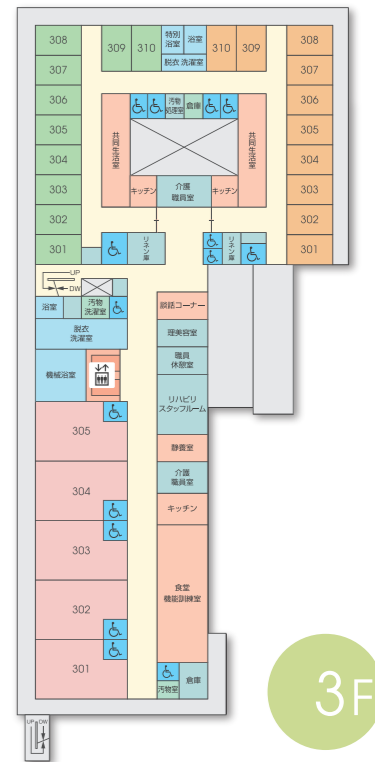 308
309
310
特別
浴室
浴室
脱衣 洗濯室
310
309
308
307
307
306
汚物
処理室
倉庫
306
305
305
共同生活室
共同生活室
304
304
303
キッチン
介護
職員室
キッチン
303
302
302
301
リネン庫
リネン庫
301
UP
DW
浴室
汚物
洗濯室
談話コーナー
脱衣
洗濯室
理美容室
職員
休憩室
機械浴室
リハビリ
スタッフルーム
305
静養室
介護
職員室
304
キッチン
303
食堂
機能訓練室
302
301
倉庫
汚物室
3F
UP
DW